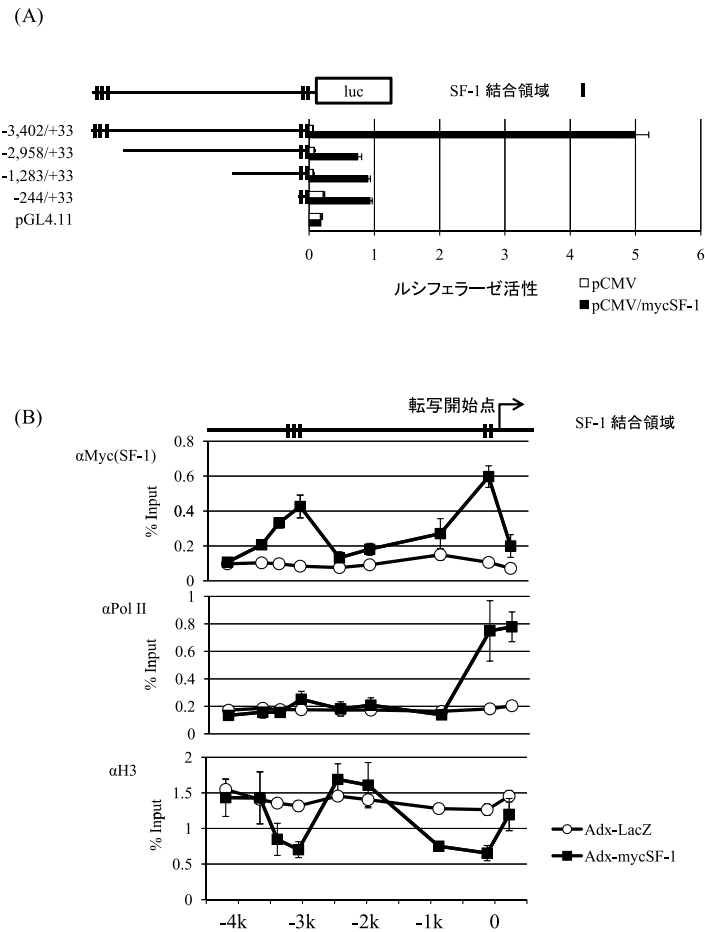 (A)
luc
SF-1 結合領域
-3,402/+33
-2,958/+33
-1,283/+33
-244/+33
pGL4.11
0 1 2 3 4 5 6
ルシフェラーゼ活性
pCMV
pCMV/mycSF-1
(B)
転写開始点
SF-1 結合領域
αMyc(SF-1)
% Input
0.8
0.6
0.4
0.2
0
αPol II
% Input
1
0.8
0.6
0.4
0.2
0
αH3
% Input
2
1.5
1
0.5
0
-4k -3k -2k -1k 0
Adx-LacZ
Adx-mycSF-1